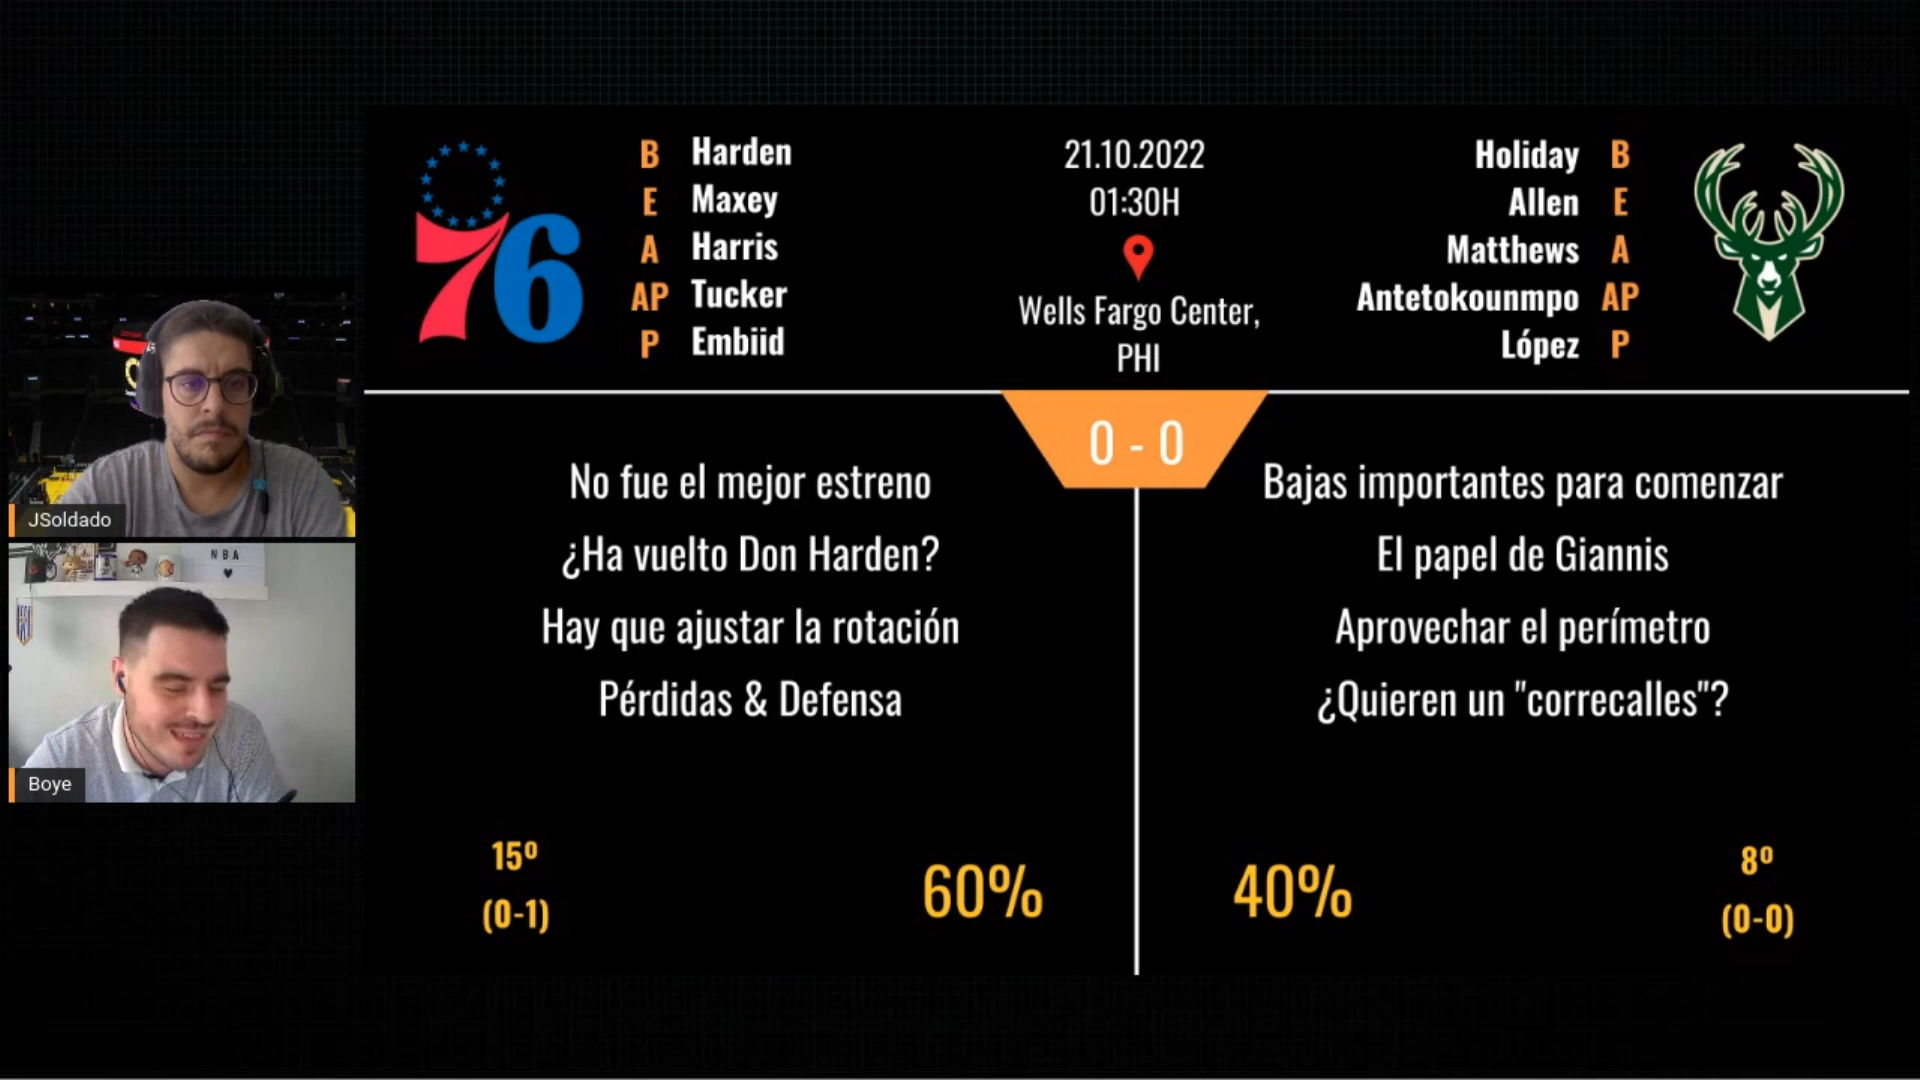 76
B Harden
E Maxey
A Harris
AP Tucker
P Embiid
21.10.2022
01:30H
Wells Fargo Center,
PHI
Holiday B
Allen E
Matthews A
Antetokounmpo AP
López P
0 - 0
No fue el mejor estreno
¿Ha vuelto Don Harden?
Hay que ajustar la rotación
Pérdidas & Defensa
Bajas importantes para comenzar
El papel de Giannis
Aprovechar el perímetro
¿Quieren un "correcalles"?
15º
(0-1)
60%
40%
8º
(0-0)
JSoldado
NBA
Boye